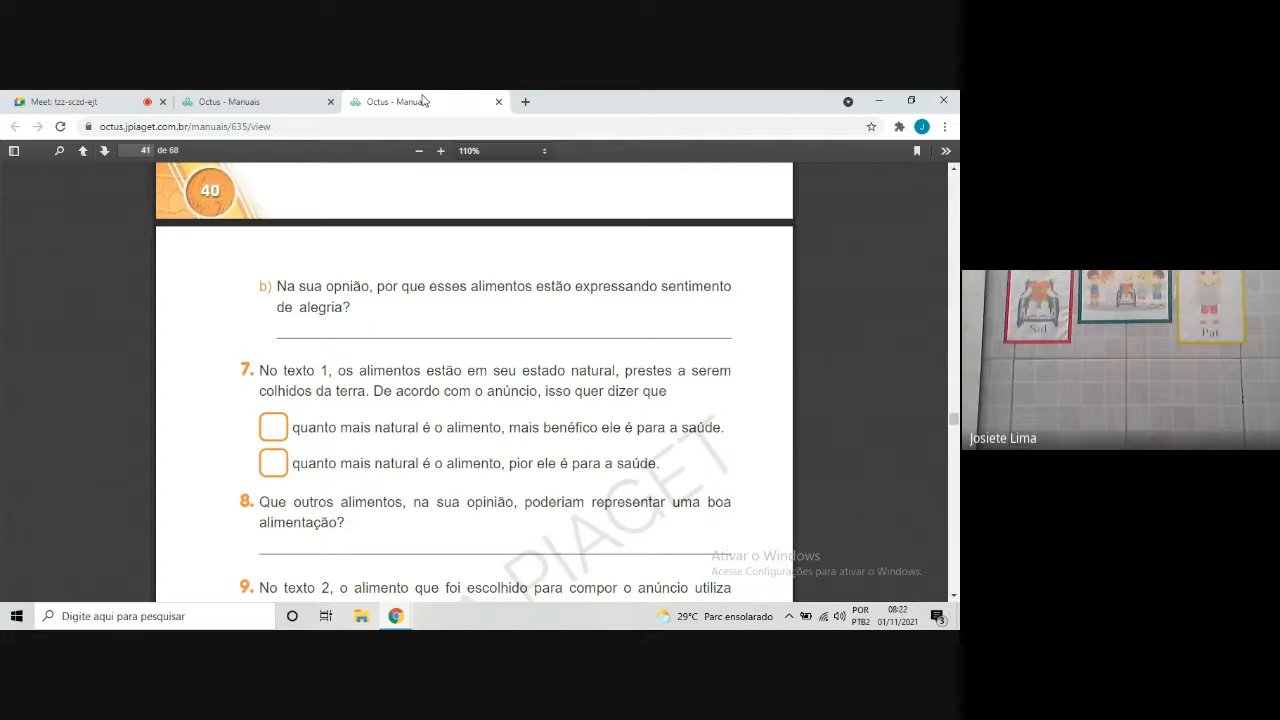 Meet: tzz-sczd-ejt
Octus - Manuais
Octus - Manuais
octus.jpiaget.com.br/manuais/635/view
J
41 de 68
110%
40
b) Na sua opnião, por que esses alimentos estão expressando sentimento
de alegria?
7. No texto 1, os alimentos estão em seu estado natural, prestes a serem
colhidos da terra. De acordo com o anúncio, isso quer dizer que
quanto mais natural é o alimento, mais benéfico ele é para a saúde.
quanto mais natural é o alimento, pior ele é para a saúde.
8. Que outros alimentos, na sua opinião, poderiam representar uma boa
alimentação?
9. No texto 2, o alimento que foi escolhido para compor o anúncio utiliza
PIAGET
Ativar o Windows
Acesse Configurações para ativar o Windows.
Digite aqui para pesquisar
29°C Parc ensolarado
POR
PTB2
08:22
01/11/2021
3
Sid
Pat
Josiete Lima